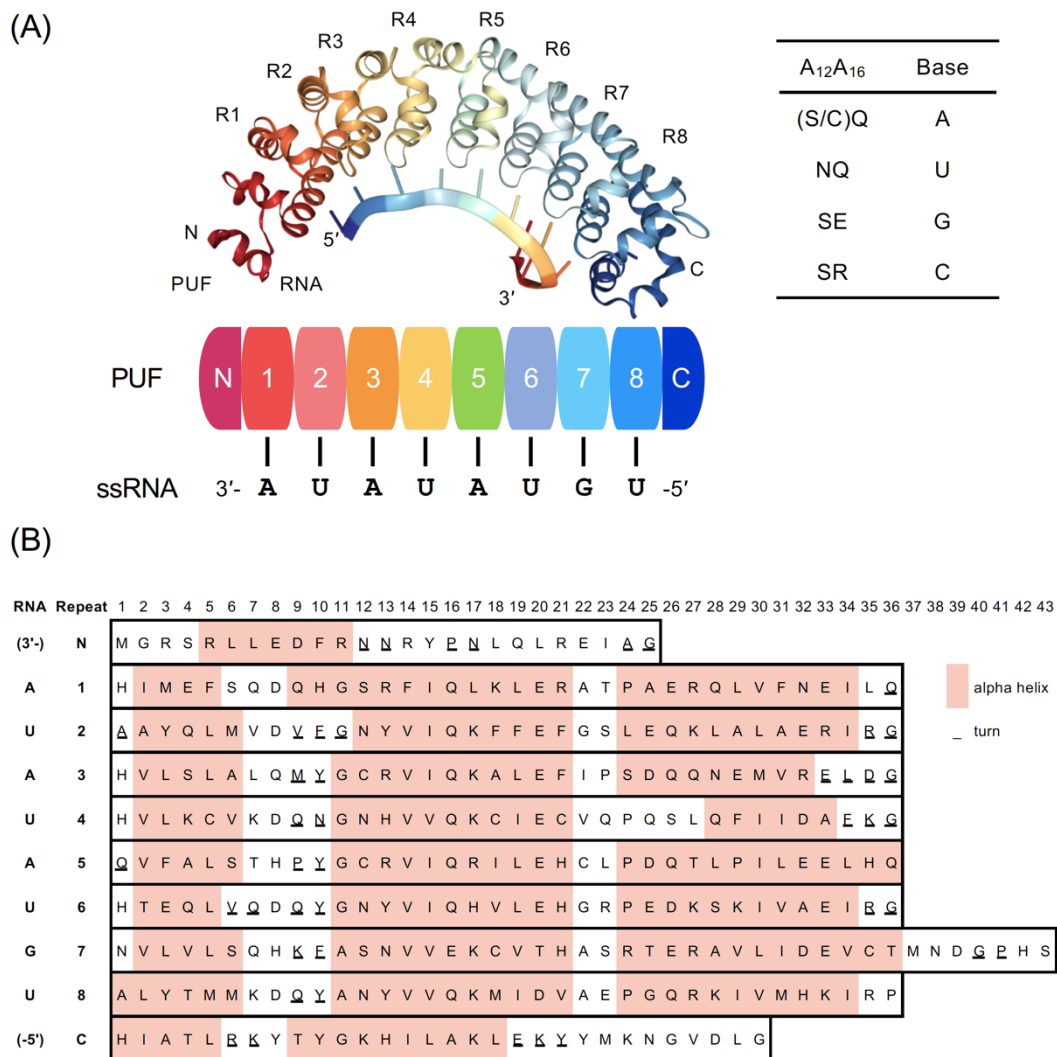 (A)
R1
R2
R3
R4
R5
R6
R7
R8
N
PUF
RNA
5′
3′
C
A12A16 Base
(S/C)Q A
NQ U
SE G
SR C
PUF N 1 2 3 4 5 6 7 8 C
ssRNA 3′- A U A U A U G U -5′
(B)
RNA Repeat 1 2 3 4 5 6 7 8 9 10 11 12 13 14 15 16 17 18 19 20 21 22 23 24 25 26 27 28 29 30 31 32 33 34 35 36 37 38 39 40 41 42 43
(3'-) N M G R S R L L E D F R N N R Y P N L Q L R E I A G
A 1 H I M E F S Q D Q H G S R F I Q L K L E R A T P A E R Q L V F N E I L Q
U 2 A A Y Q L M V D V F G N Y V I Q K F F E F G S L E Q K L A L A E R I R G
A 3 H V L S L A L Q M Y G C R V I Q K A L E F I P S D Q Q N E M V R E L D G
U 4 H V L K C V K D Q N G N H V V Q K C I E C V Q P Q S L Q F I I D A F K G
A 5 Q V F A L S T H P Y G C R V I Q R I L E H C L P D Q T L P I L E E L H Q
U 6 H T E Q L V Q D Q Y G N Y V I Q H V L E H G R P E D K S K I V A E I R G
G 7 N V L V L S Q H K F A S N V V E K C V T H A S R T E R A V L I D E V C T M N D G P H S
U 8 A L Y T M M K D Q Y A N Y V V Q K M I D V A E P G Q R K I V M H K I R P
(-5') C H I A T L R K Y T Y G K H I L A K L E K Y Y M K N G V D L G
alpha helix
_ turn